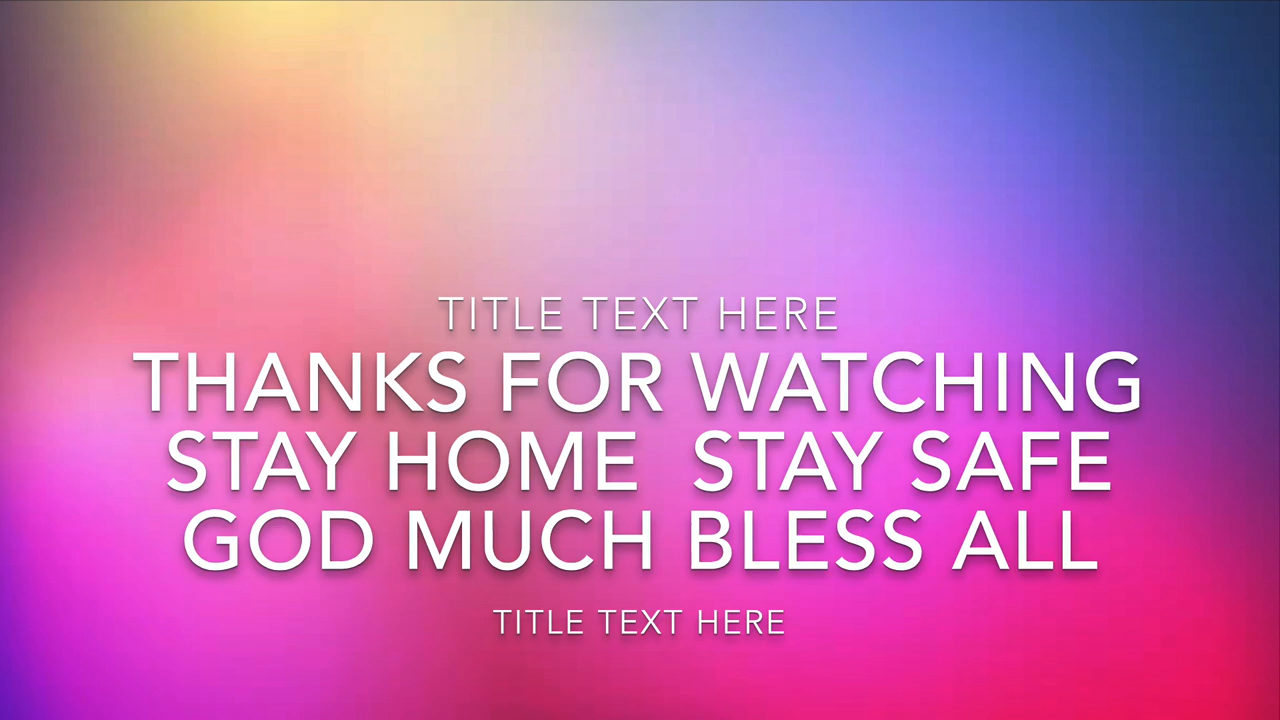 TITLE TEXT HERE
THANKS FOR WATCHING
STAY HOME  STAY SAFE
GOD MUCH BLESS ALL
TITLE TEXT HERE